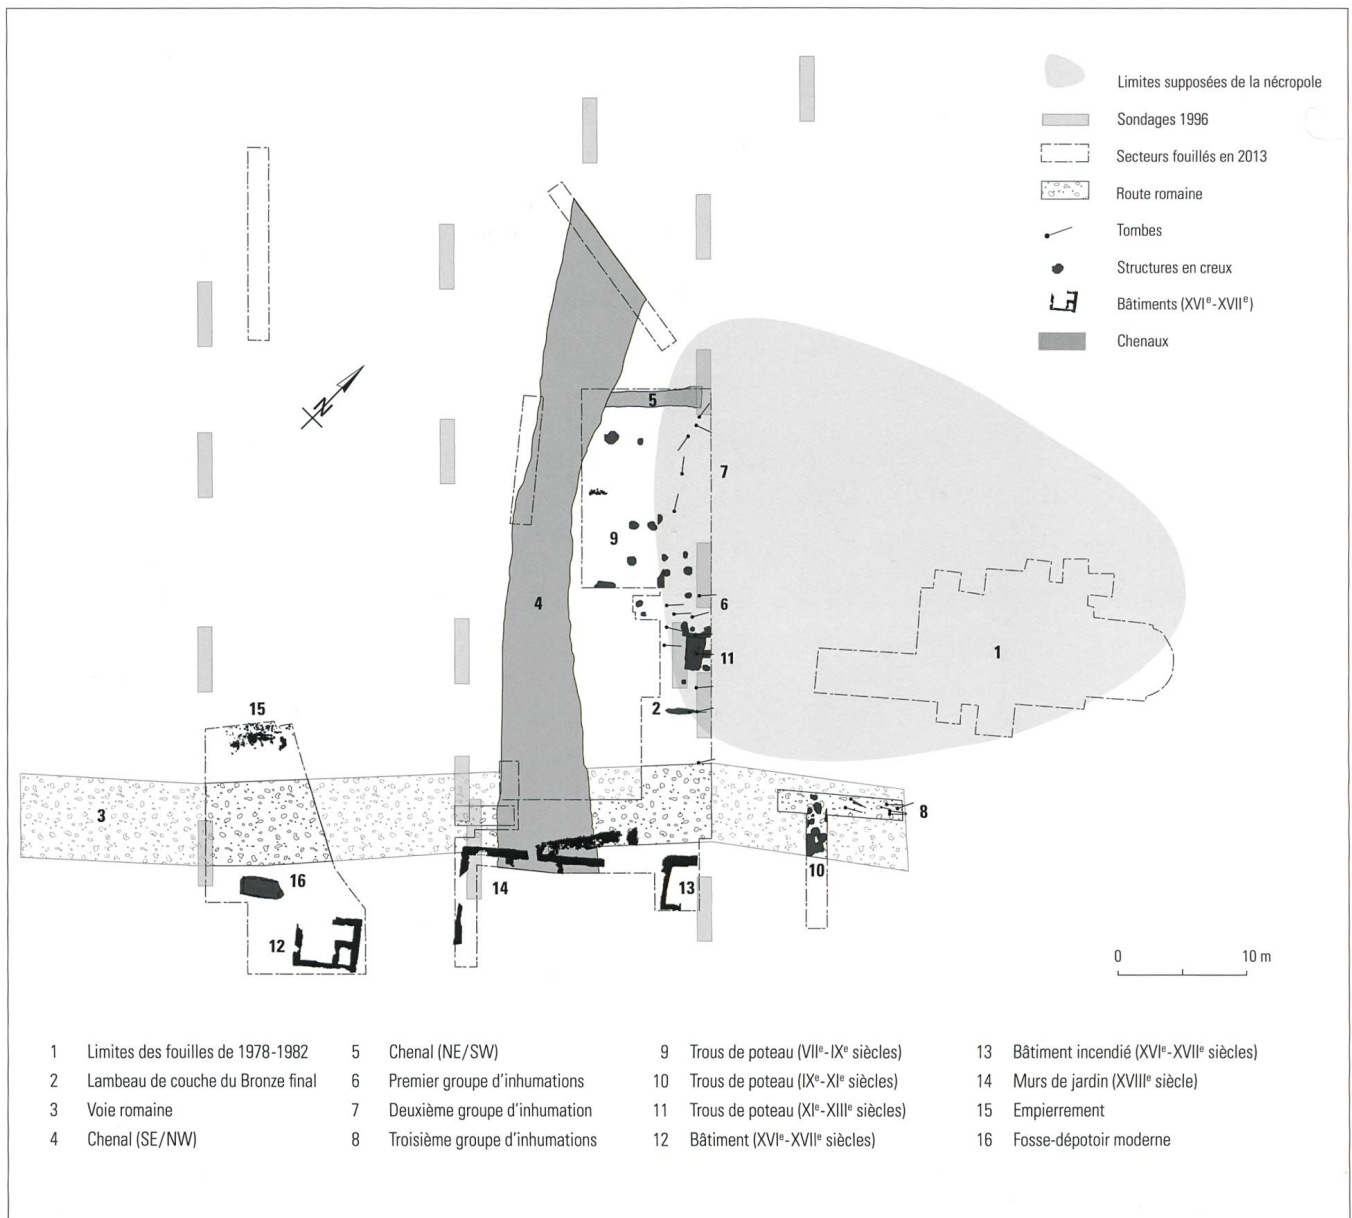 Limites supposées de la nécropole
Sondages 1996
Secteurs fouillés en 2013
Route romaine
Tombes
Structures en creux
Bâtiments (XVIe-XVIIe)
Chenaux
N
5
7
9
4
6
1
11
2
15
3
8
16
14
13
10
12
0 10 m
1 Limites des fouilles de 1978-1982
2 Lambeau de couche du Bronze final
3 Voie romaine
4 Chenal (SE/NW)
5 Chenal (NE/SW)
6 Premier groupe d'inhumations
7 Deuxième groupe d'inhumation
8 Troisième groupe d'inhumations
9 Trous de poteau (VIIe-IXe siècles)
10 Trous de poteau (IXe-XIe siècles)
11 Trous de poteau (XIe-XIIIe siècles)
12 Bâtiment (XVIe-XVIIe siècles)
13 Bâtiment incendié (XVIe-XVIIe siècles)
14 Murs de jardin (XVIIIe siècle)
15 Empierrement
16 Fosse-dépotoir moderne